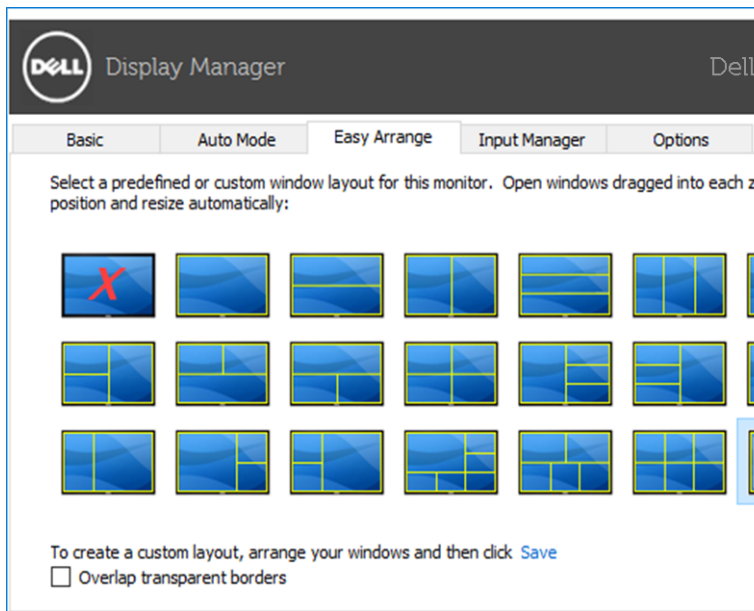 DELL Display Manager Dell
Basic Auto Mode Easy Arrange Input Manager Options
Select a predefined or custom window layout for this monitor. Open windows dragged into each
position and resize automatically:
X
To create a custom layout, arrange your windows and then click Save
Overlap transparent borders